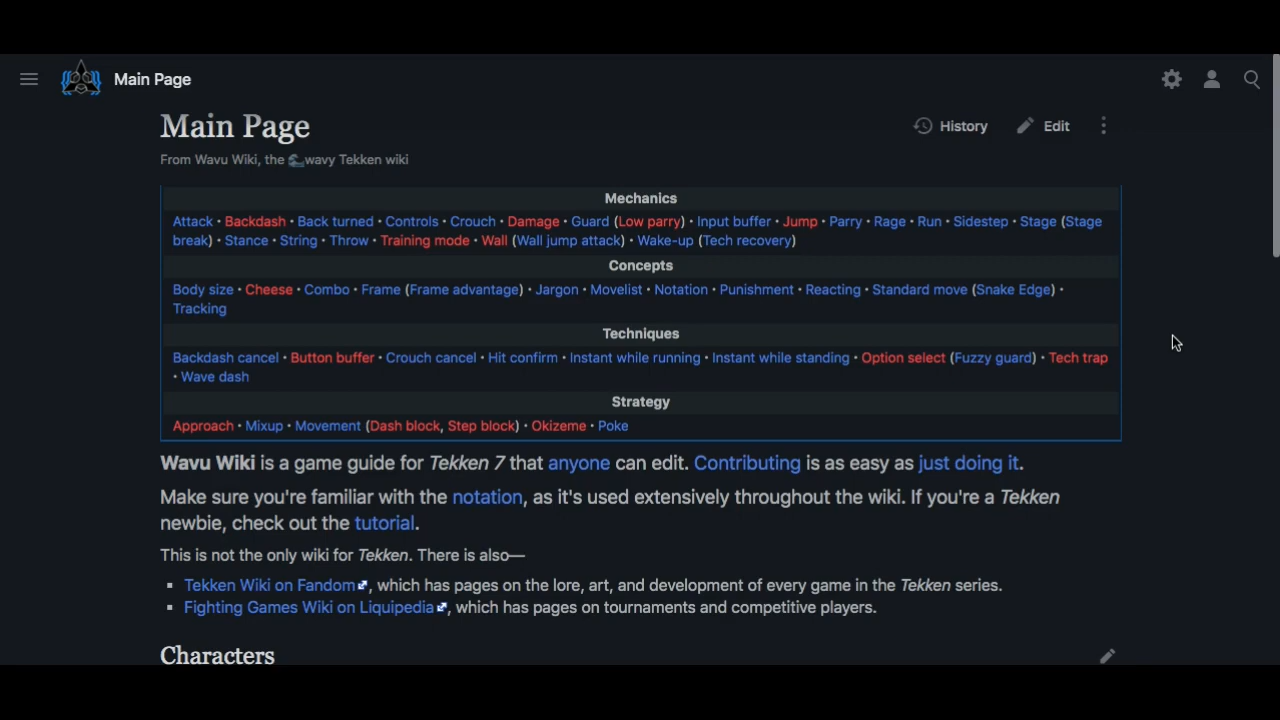 Main Page
Main Page
History Edit
From Wavu Wiki, the 🌊wavy Tekken wiki
Mechanics
Attack • Backdash • Back turned • Controls • Crouch • Damage • Guard (Low parry) • Input buffer • Jump • Parry • Rage • Run • Sidestep • Stage (Stage
break) • Stance • String • Throw • Training mode • Wall (Wall jump attack) • Wake-up (Tech recovery)
Concepts
Body size • Cheese • Combo • Frame (Frame advantage) • Jargon • Movelist • Notation • Punishment • Reacting • Standard move (Snake Edge) •
Tracking
Techniques
Backdash cancel • Button buffer • Crouch cancel • Hit confirm • Instant while running • Instant while standing • Option select (Fuzzy guard) • Tech trap
• Wave dash
Strategy
Approach • Mixup • Movement (Dash block, Step block) • Okizeme • Poke
Wavu Wiki is a game guide for Tekken 7 that anyone can edit. Contributing is as easy as just doing it.
Make sure you're familiar with the notation, as it's used extensively throughout the wiki. If you're a Tekken
newbie, check out the tutorial.
This is not the only wiki for Tekken. There is also—
▪ Tekken Wiki on Fandom, which has pages on the lore, art, and development of every game in the Tekken series.
▪ Fighting Games Wiki on Liquipedia, which has pages on tournaments and competitive players.
Characters